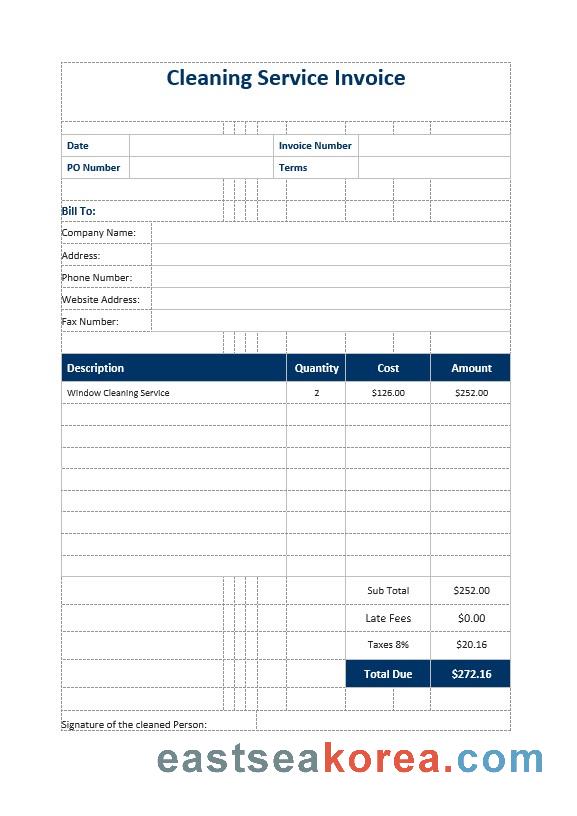 Cleaning Service Invoice
Date Invoice Number
PO Number Terms
Bill To:
Company Name:
Address:
Phone Number:
Website Address:
Fax Number:
Description Quantity Cost Amount
Window Cleaning Service 2 $126.00 $252.00
Sub Total $252.00
Late Fees $0.00
Taxes 8% $20.16
Total Due $272.16
Signature of the cleaned Person:
eastseakorea.com